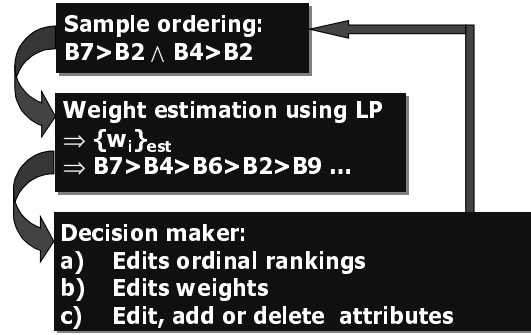 Sample ordering:
B7>B2 ∧ B4>B2
Weight estimation using LP
⇒ {wi}est
⇒ B7>B4>B6>B2>B9 ...
Decision maker:
a) Edits ordinal rankings
b) Edits weights
c) Edit, add or delete attributes